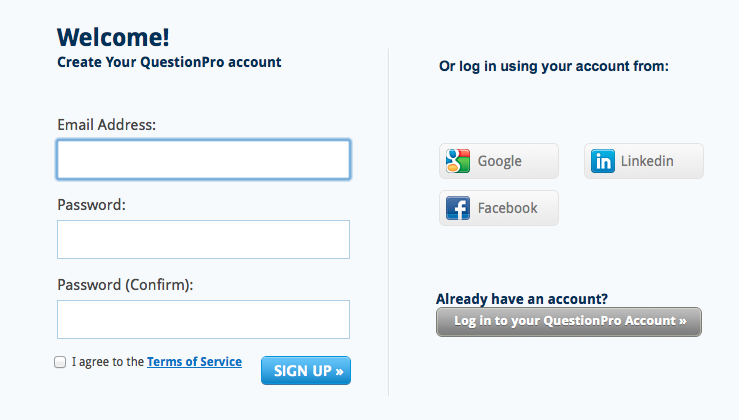 Welcome!
Create Your QuestionPro account
Email Address:
Password:
Password (Confirm):
I agree to the Terms of Service
SIGN UP »
Or log in using your account from:
Google
Linkedin
Facebook
Already have an account?
Log in to your QuestionPro Account »